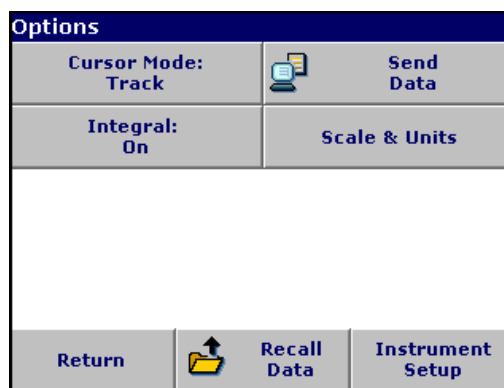 Options
Cursor Mode:
Track
Send
Data
Integral:
On
Scale & Units
Return
Recall
Data
Instrument
Setup